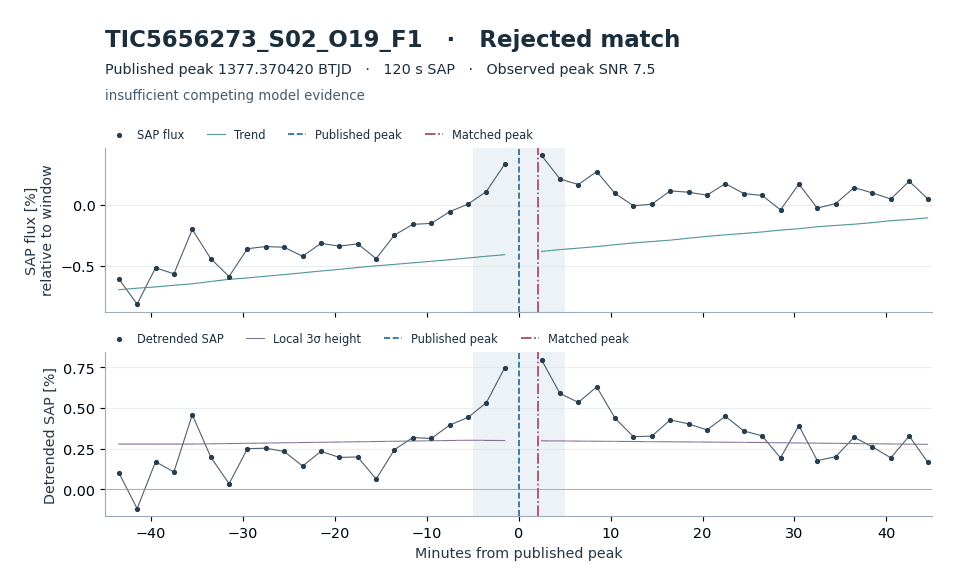 TIC5656273_S02_O19_F1 · Rejected match
Published peak 1377.370420 BTJD · 120 s SAP · Observed peak SNR 7.5
insufficient competing model evidence
SAP flux Trend Published peak Matched peak
SAP flux [%]
relative to window
0.0
−0.5
Detrended SAP Local 3σ height Published peak Matched peak
Detrended SAP [%]
0.75
0.50
0.25
0.00
−40 −30 −20 −10 0 10 20 30 40
Minutes from published peak